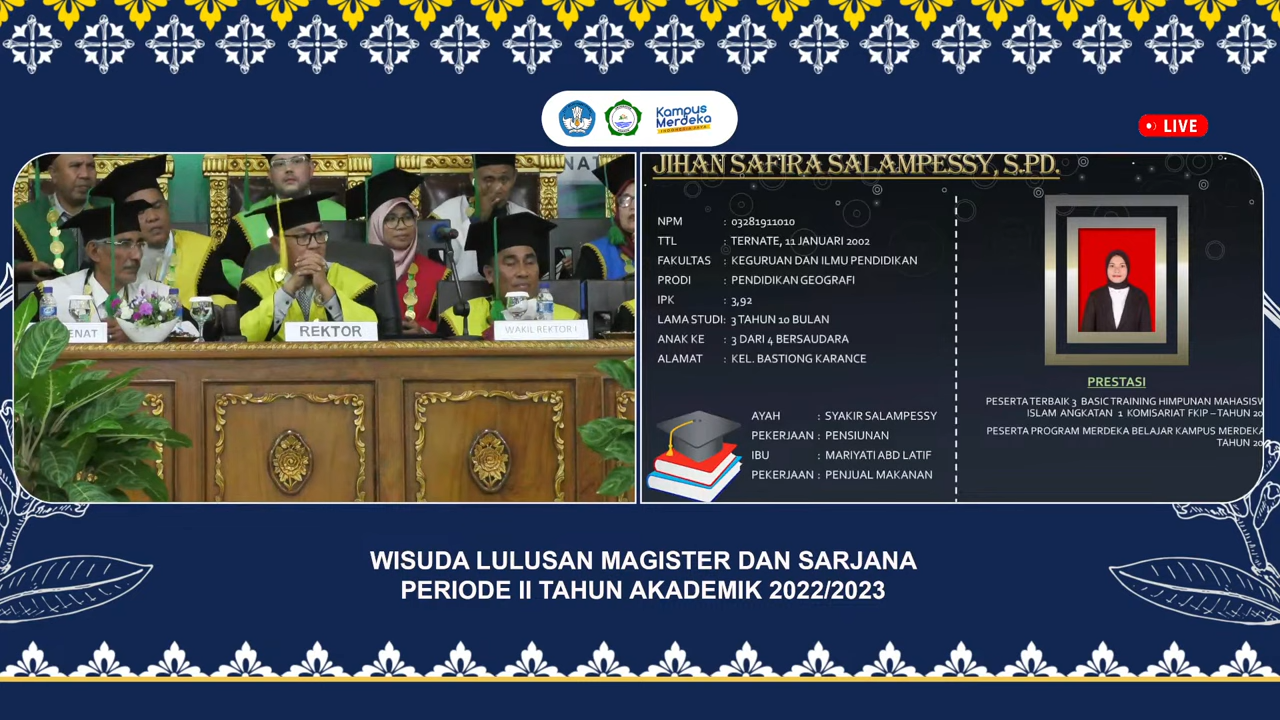 Kampus
Merdeka
INDONESIA JAYA
LIVE
NAT
ENAT
REKTOR
WAKIL REKTOR I
JIHAN SAFIRA SALAMPESSY, S.PD.
NPM : 03281911010
TTL : TERNATE, 11 JANUARI 2002
FAKULTAS : KEGURUAN DAN ILMU PENDIDIKAN
PRODI : PENDIDIKAN GEOGRAFI
IPK : 3,92
LAMA STUDI: 3 TAHUN 10 BULAN
ANAK KE : 3 DARI 4 BERSAUDARA
ALAMAT : KEL. BASTIONG KARANCE
AYAH : SYAKIR SALAMPESSY
PEKERJAAN : PENSIUNAN
IBU : MARIYATI ABD LATIF
PEKERJAAN : PENJUAL MAKANAN
PRESTASI
PESERTA TERBAIK 3 BASIC TRAINING HIMPUNAN MAHASISW
ISLAM ANGKATAN 1 KOMISARIAT FKIP – TAHUN 20
PESERTA PROGRAM MERDEKA BELAJAR KAMPUS MERDEKA
TAHUN 20
WISUDA LULUSAN MAGISTER DAN SARJANA
PERIODE II TAHUN AKADEMIK 2022/2023